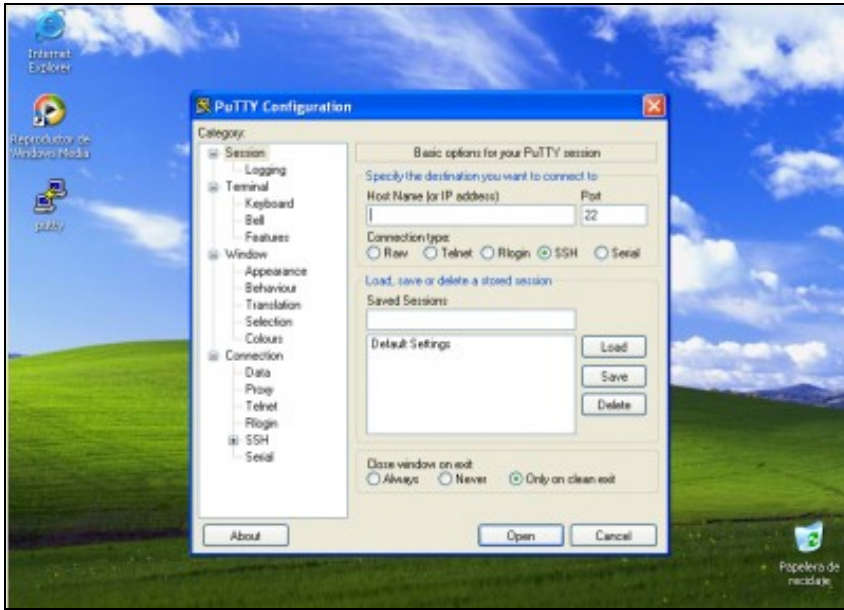 Internet
Explorer
Reproductor de
Windows Media
putty
PuTTY Configuration
Category:
Session
Logging
Terminal
Keyboard
Bell
Features
Window
Appearance
Behaviour
Translation
Selection
Colours
Connection
Data
Proxy
Telnet
Rlogin
SSH
Serial
Basic options for your PuTTY session
Specify the destination you want to connect to
Host Name (or IP address) Port
22
Connection type:
Raw Telnet Rlogin SSH Serial
Load, save or delete a stored session
Saved Sessions
Default Settings
Load
Save
Delete
Close window on exit:
Always Never Only on clean exit
About Open Cancel
Papelera de
reciclaje